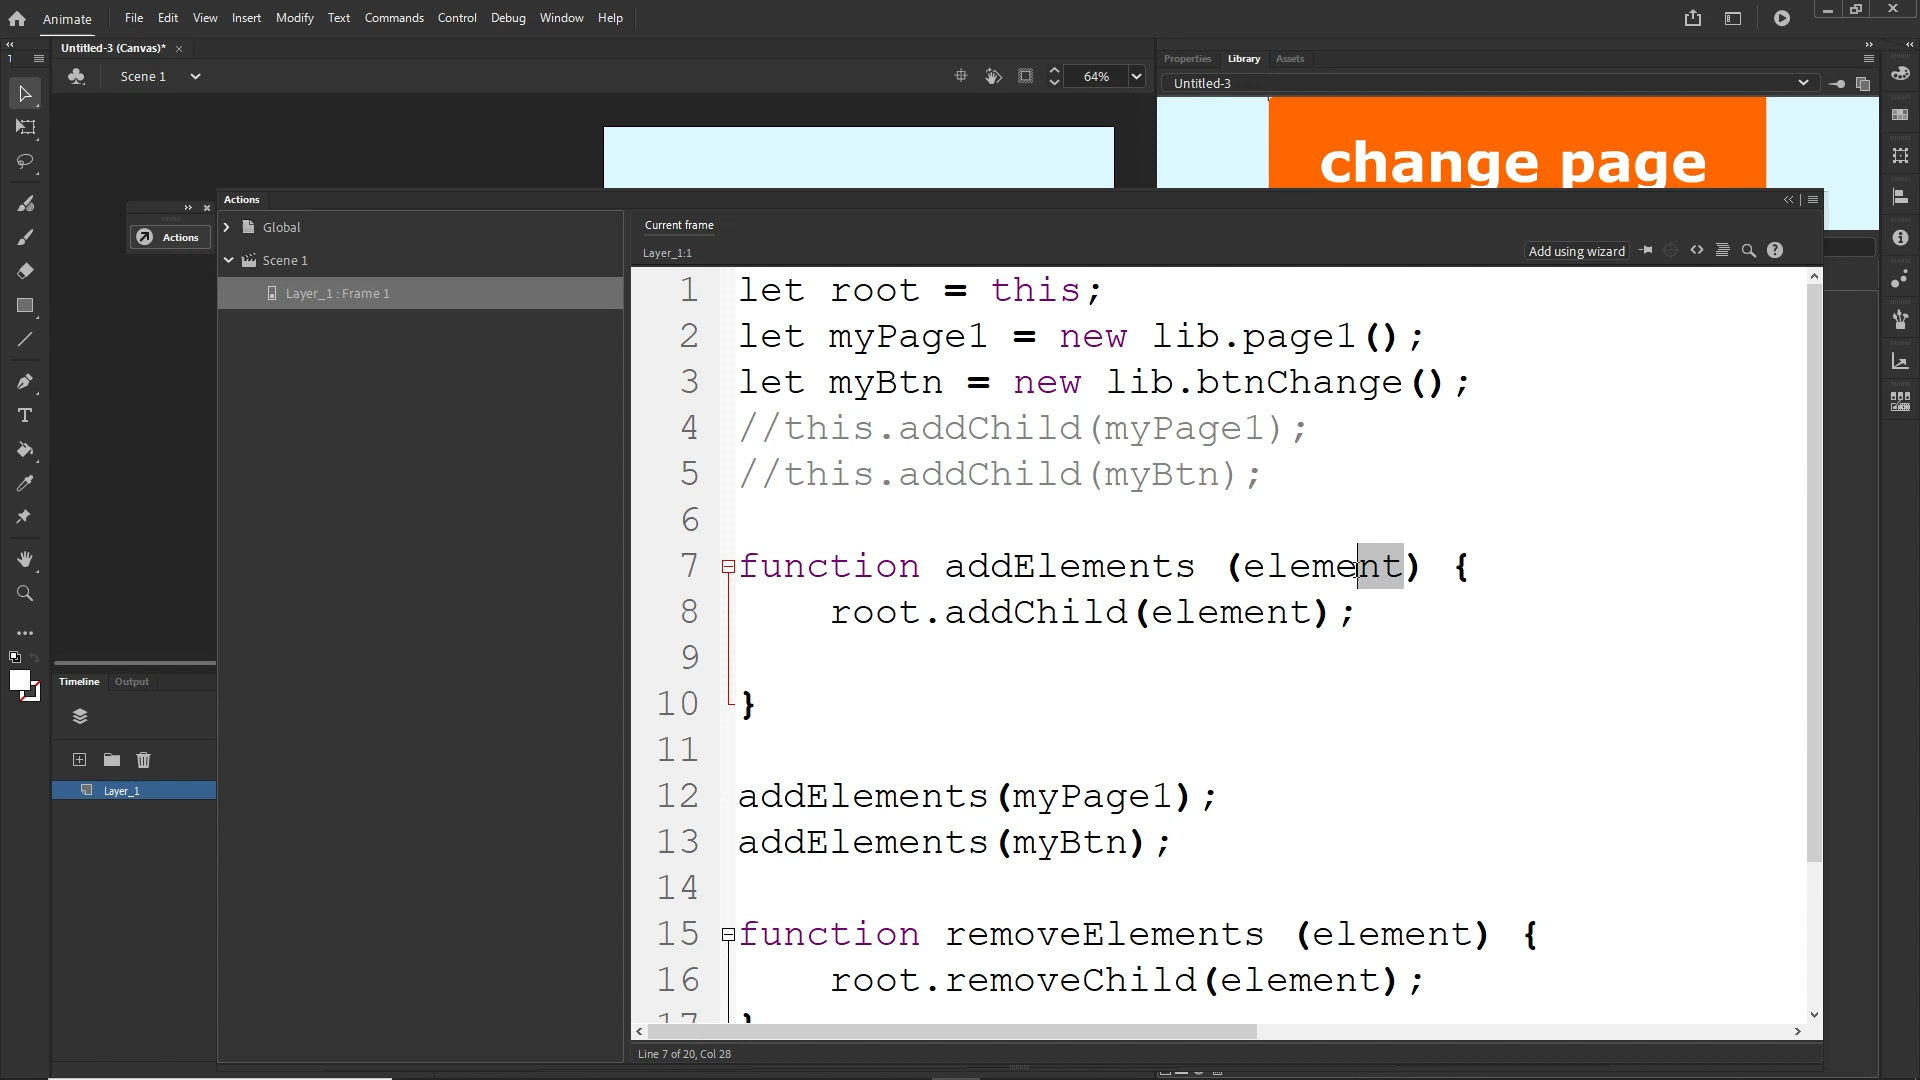 Animate File Edit View Insert Modify Text Commands Control Debug Window Help
Untitled-3 (Canvas)*
Scene 1
64%
Properties Library Assets
Untitled-3
change page
Actions
Actions
Global
Scene 1
Layer_1 : Frame 1
Current frame
Layer_1:1
Add using wizard
1 let root = this;
2 let myPage1 = new lib.page1();
3 let myBtn = new lib.btnChange();
4 //this.addChild(myPage1);
5 //this.addChild(myBtn);
6
7 function addElements (element) {
8 root.addChild(element);
9
10 }
11
12 addElements(myPage1);
13 addElements(myBtn);
14
15 function removeElements (element) {
16 root.removeChild(element);
17 }
Line 7 of 20, Col 28
Timeline Output
Layer_1